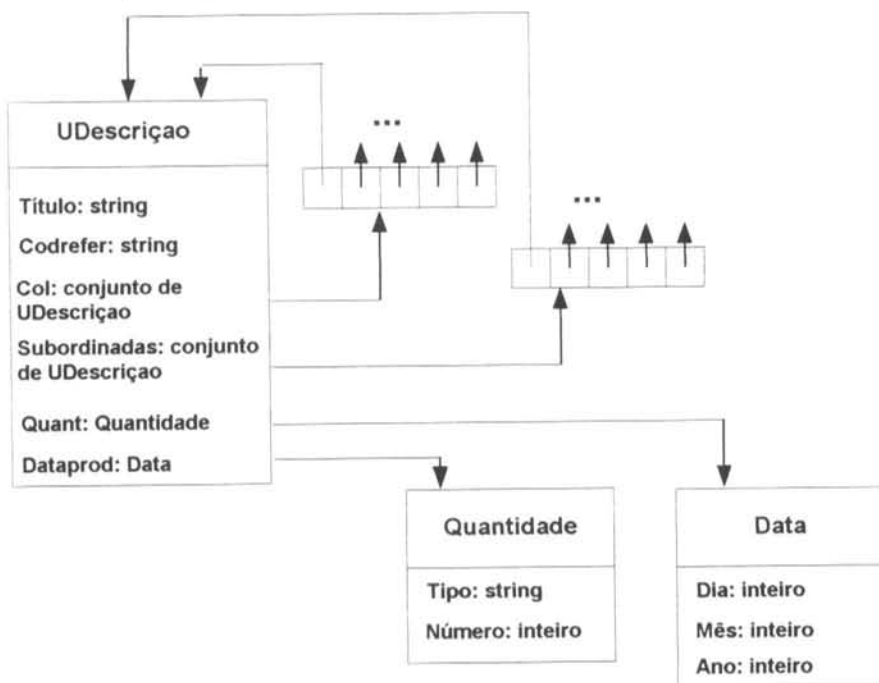 ...
UDescriçao
...
Título: string
Codrefer: string
Col: conjunto de
UDescriçao
Subordinadas: conjunto
de UDescriçao
Quant: Quantidade
Dataprod: Data
Quantidade
Data
Tipo: string
Dia: inteiro
Número: inteiro
Mês: inteiro
Ano: inteiro